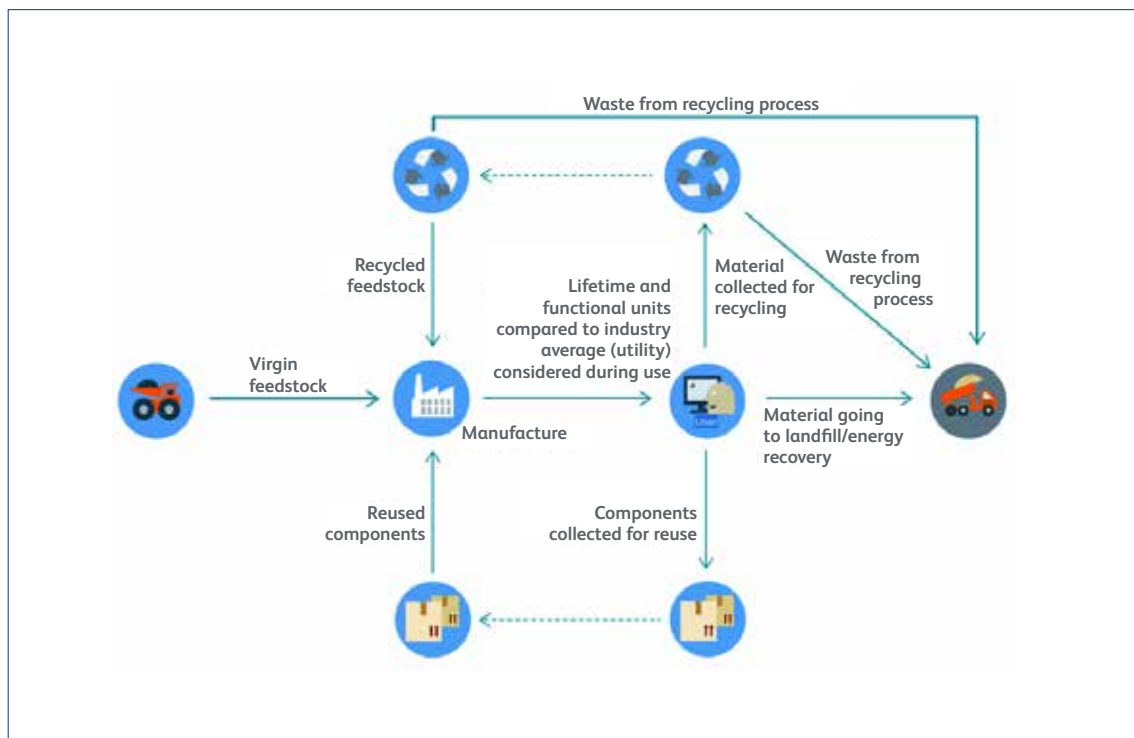 Waste from recycling process
Recycled
feedstock
Lifetime and
functional units
compared to industry
average (utility)
considered during use
Material
collected for
recycling
Waste from
recycling
process
Virgin
feedstock
Manufacture
Material going
to landfill/energy
recovery
Reused
components
Components
collected for reuse